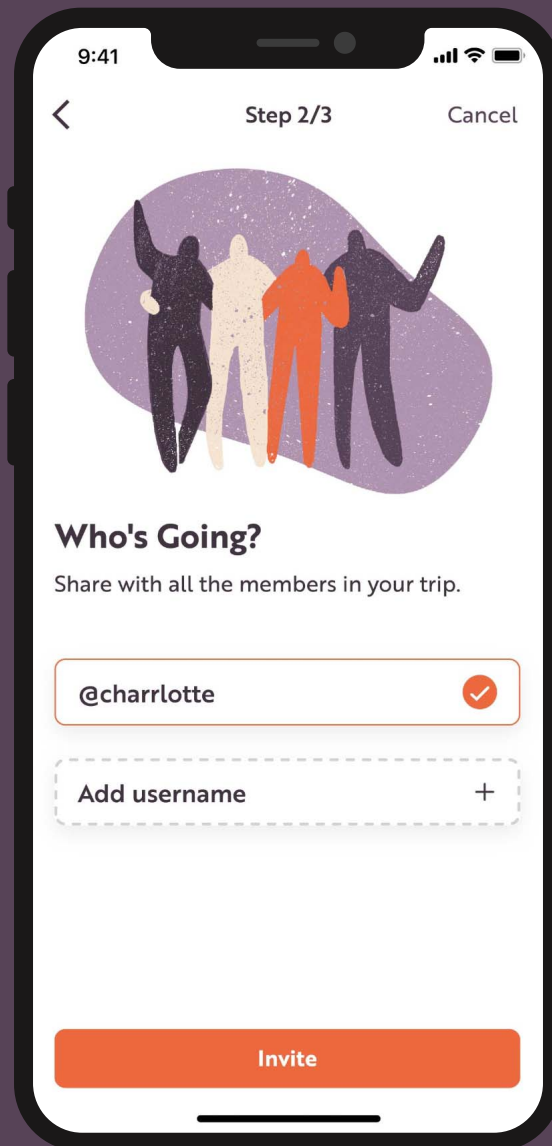 9:41
Step 2/3
Cancel
Who's Going?
Share with all the members in your trip.
@charrlotte
Add username
Invite